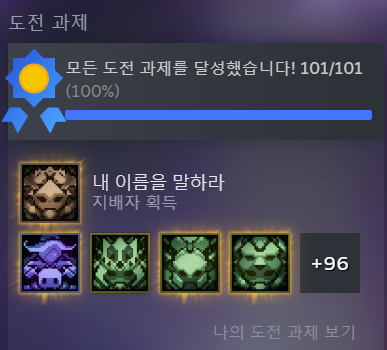 도전 과제
모든 도전 과제를 달성했습니다! 101/101
(100%)
내 이름을 말하라
지배자 획득
+96
나의 도전 과제 보기